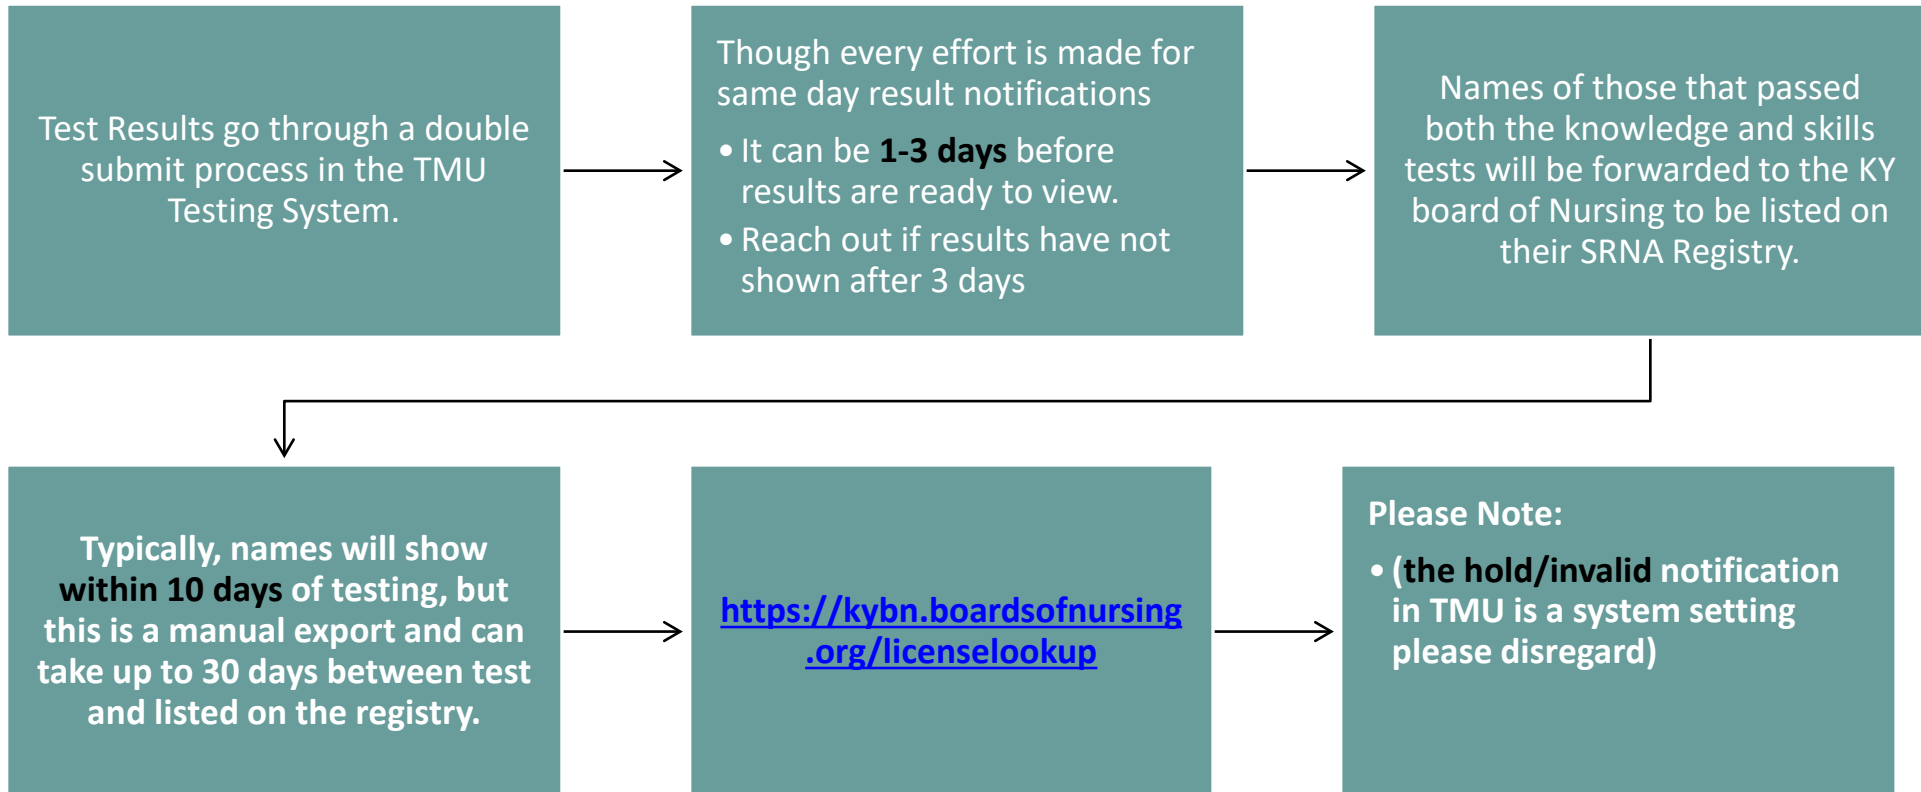 Test Results go through a double
submit process in the TMU
Testing System.
Though every effort is made for
same day result notifications
• It can be 1-3 days before
results are ready to view.
• Reach out if results have not
shown after 3 days
Names of those that passed
both the knowledge and skills
tests will be forwarded to the KY
board of Nursing to be listed on
their SRNA Registry.
Typically, names will show
within 10 days of testing, but
this is a manual export and can
take up to 30 days between test
and listed on the registry.
https://kybn.boardsofnursing
.org/licenselookup
Please Note:
• (the hold/invalid notification
in TMU is a system setting
please disregard)